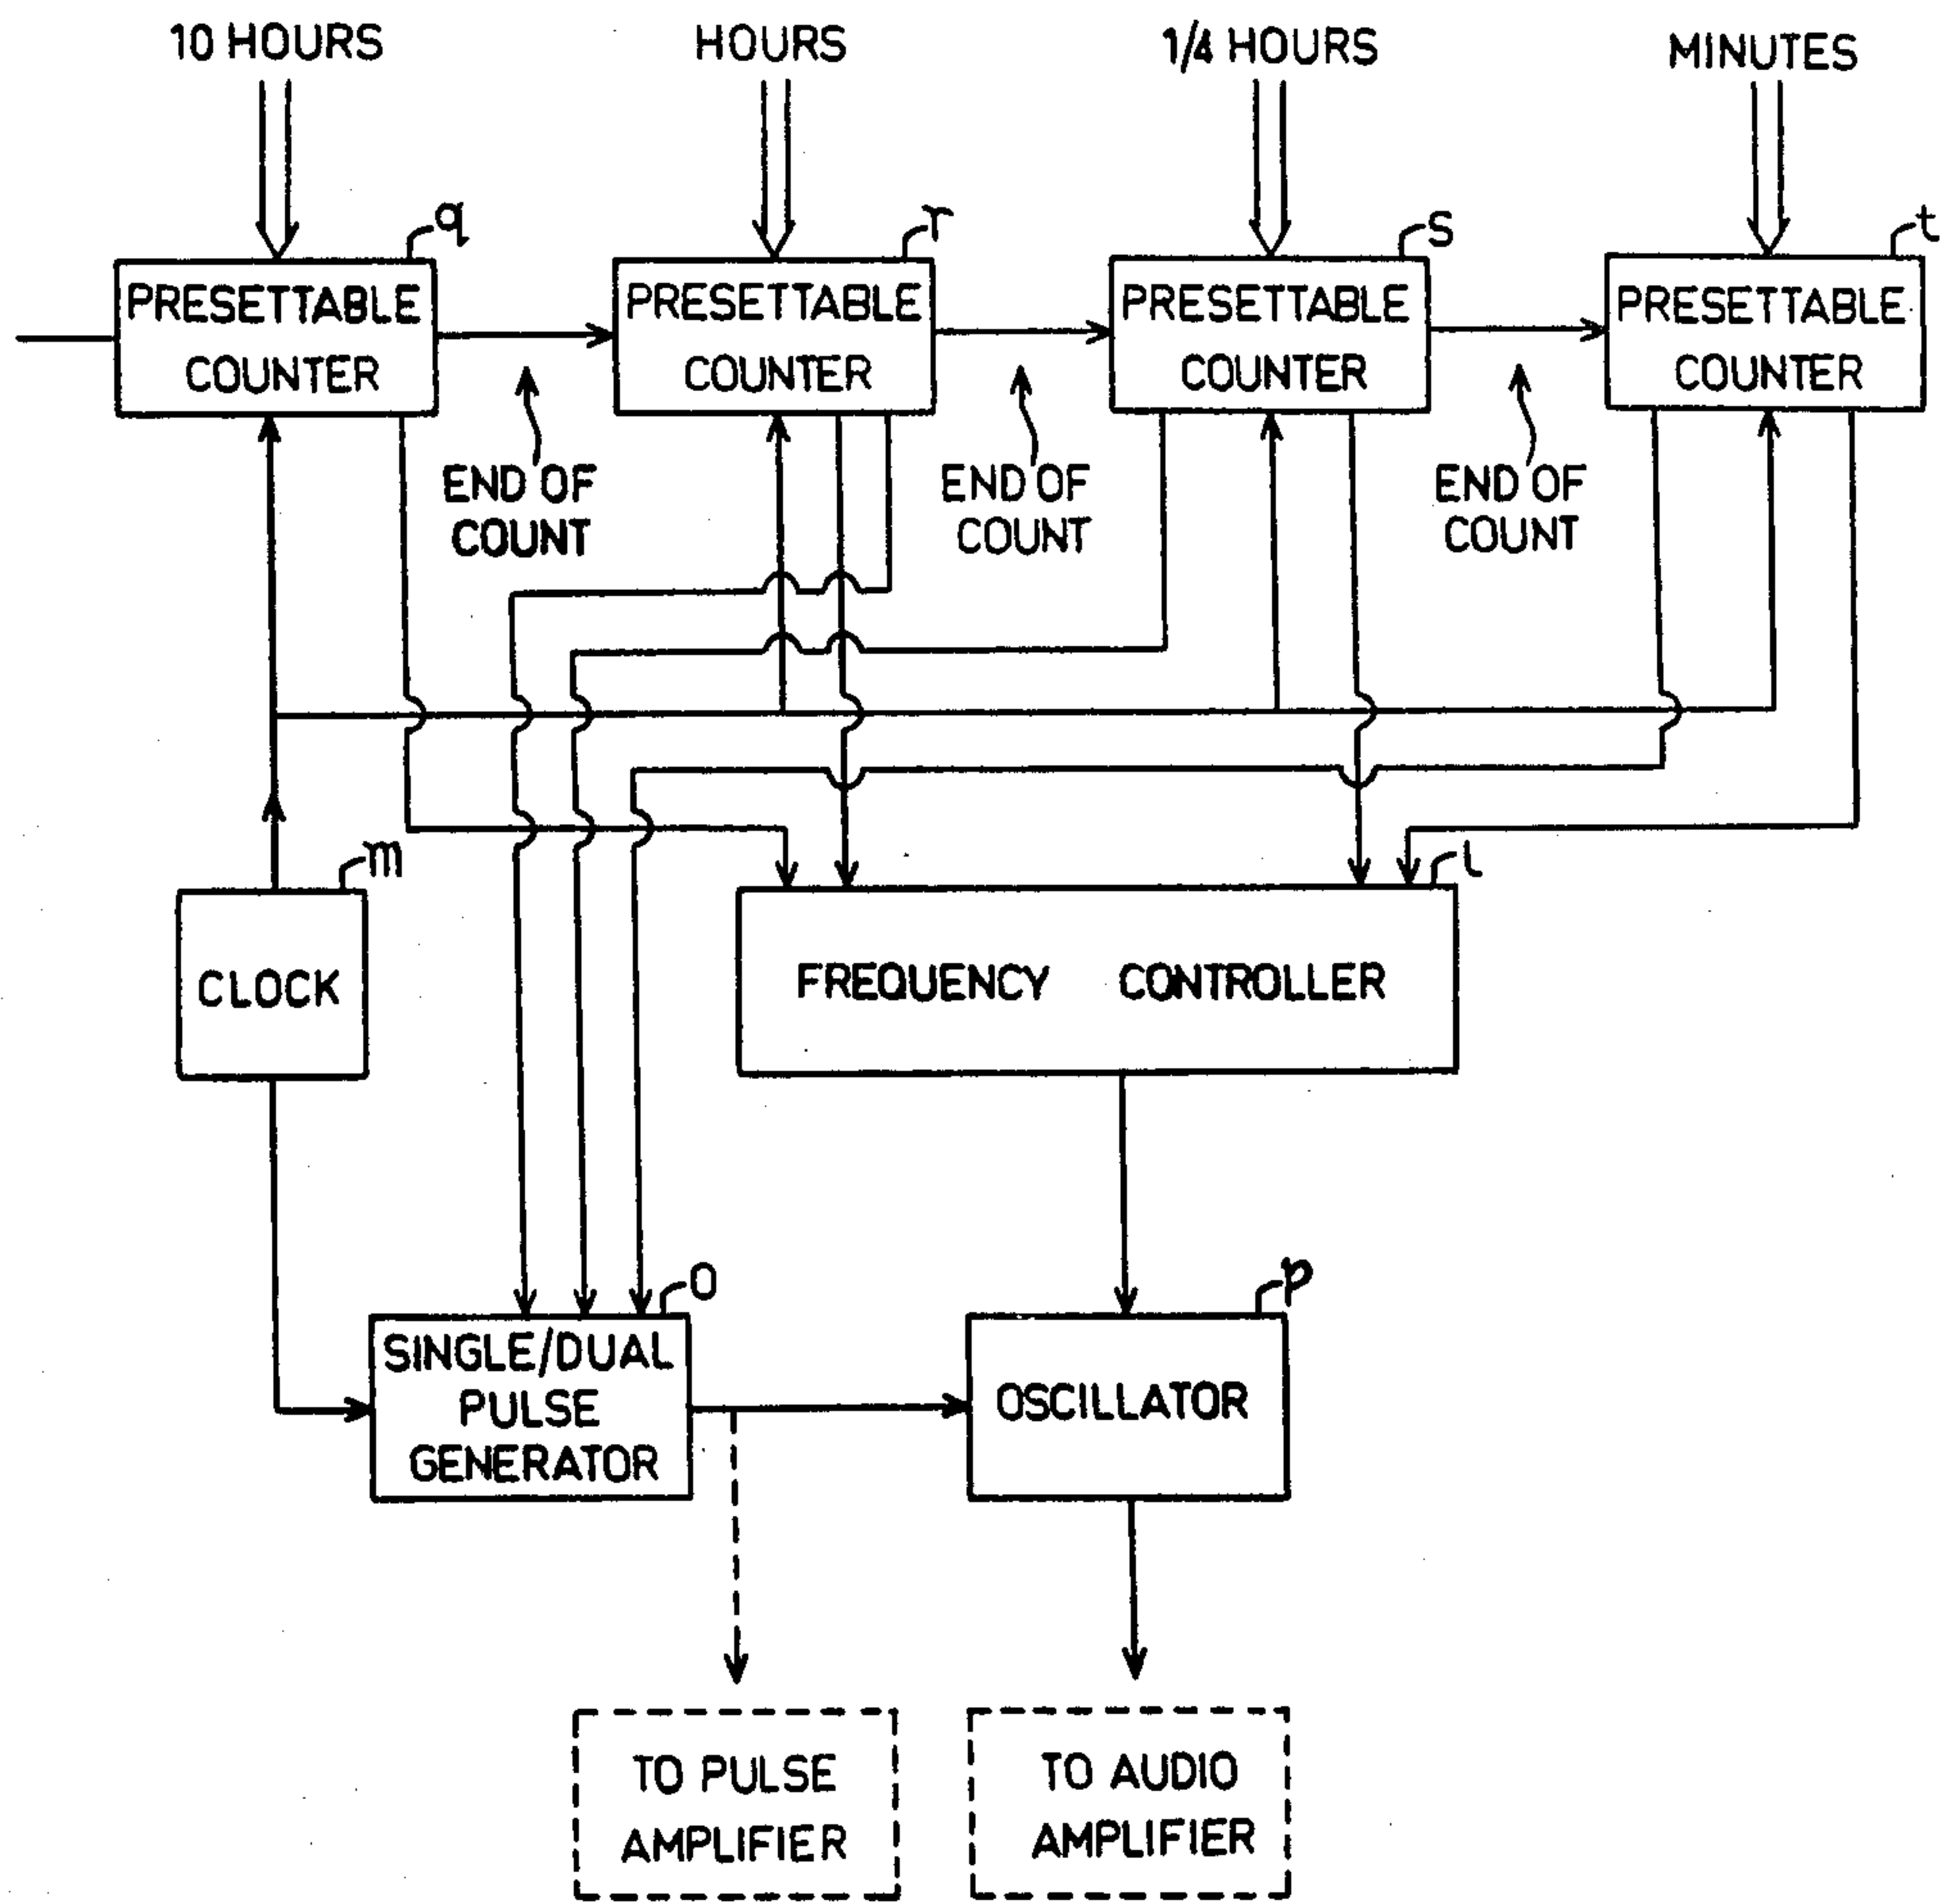 10 HOURS
HOURS
1/4 HOURS
MINUTES
q
r
s
t
PRESETTABLE
COUNTER
PRESETTABLE
COUNTER
PRESETTABLE
COUNTER
PRESETTABLE
COUNTER
END OF
COUNT
END OF
COUNT
END OF
COUNT
m
l
CLOCK
FREQUENCY CONTROLLER
o
p
SINGLE/DUAL
PULSE
GENERATOR
OSCILLATOR
TO PULSE
AMPLIFIER
TO AUDIO
AMPLIFIER